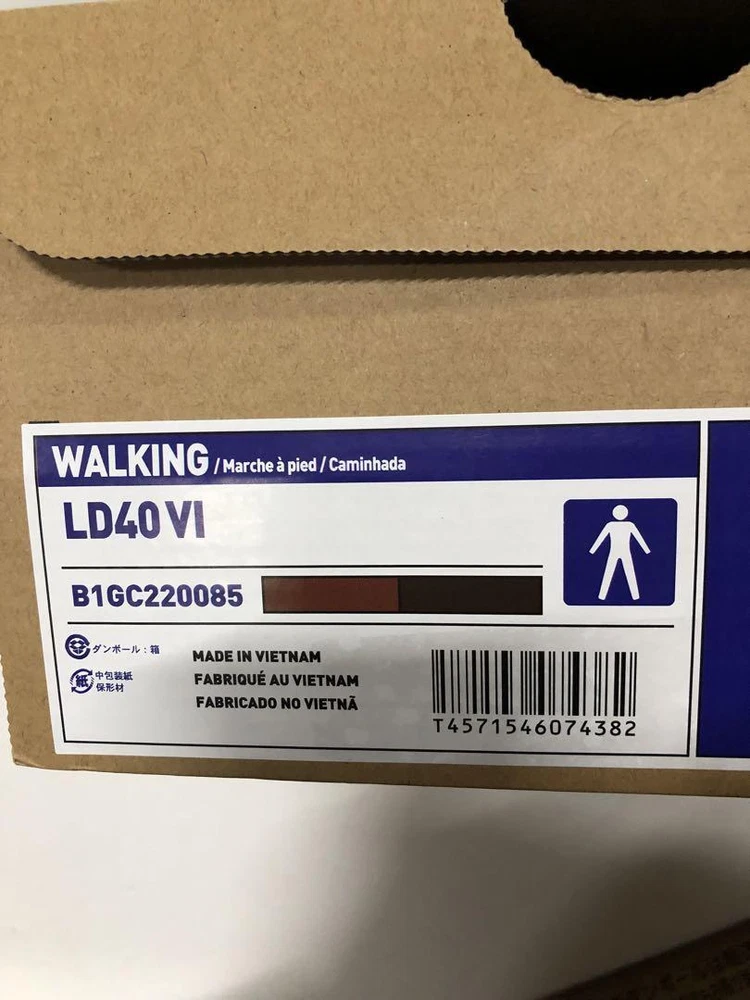 WALKING / Marche à pied / Caminhada
LD40 VI
B1GC220085
ダンボール：箱
紙 中包装紙
保形材
MADE IN VIETNAM
FABRIQUÉ AU VIETNAM
FABRICADO NO VIETNÃ
T4571546074382